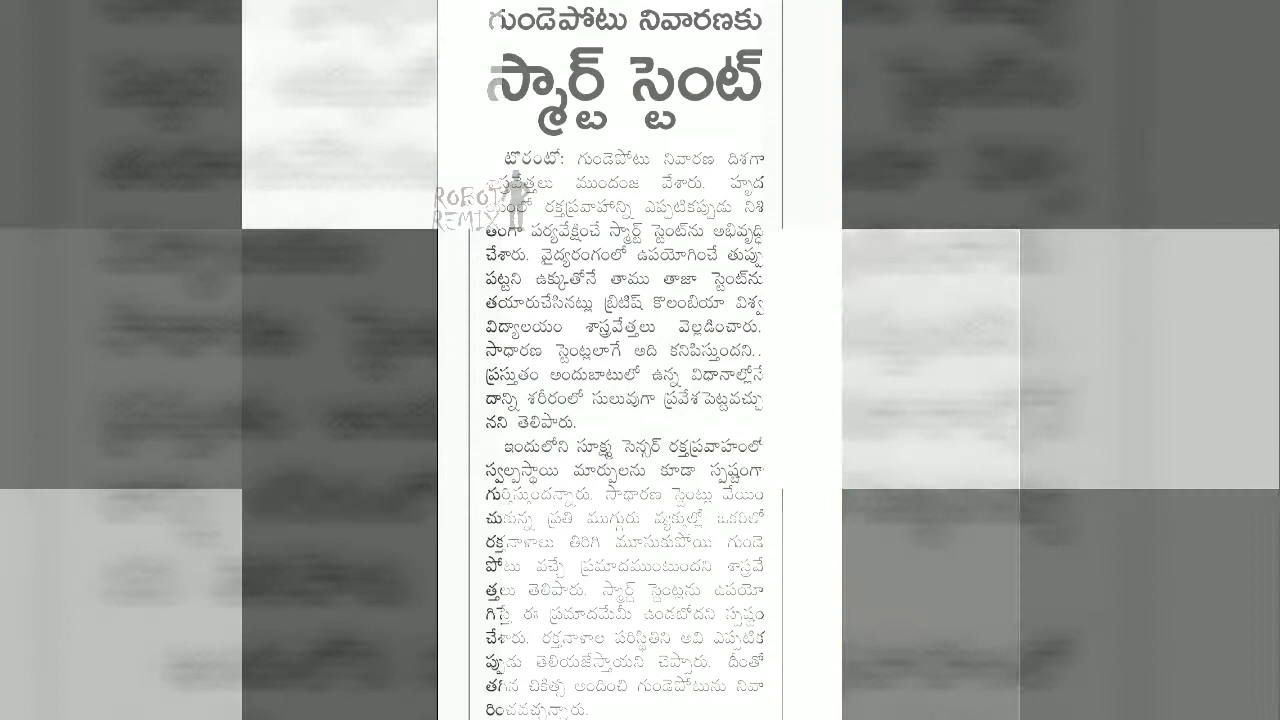 గుండెపోటు నివారణకు
స్మార్ట్ స్టెంట్
టొరంటో: గుండెపోటు నివారణ దిశగా
శాస్త్రవేత్తలు ముందంజ వేశారు. హృద
యంలో రక్తప్రవాహాన్ని ఎప్పటికప్పుడు నిశి
ROBOT
REMIX
తంగా పర్యవేక్షించే స్మార్ట్ స్టెంట్‌ను అభివృద్ధి
చేశారు. వైద్యరంగంలో ఉపయోగించే తుప్పు
పట్టని ఉక్కుతోనే తాము తాజా స్టెంట్‌ను
తయారుచేసినట్లు బ్రిటిష్ కొలంబియా విశ్వ
విద్యాలయం శాస్త్రవేత్తలు వెల్లడించారు.
సాధారణ స్టెంట్లలాగే అది కనిపిస్తుందని..
ప్రస్తుతం అందుబాటులో ఉన్న విధానాల్లోనే
దాన్ని శరీరంలో సులువుగా ప్రవేశపెట్టవచ్చు
నని తెలిపారు.
ఇందులోని సూక్ష్మ సెన్సర్ రక్తప్రవాహంలో
స్వల్పస్థాయి మార్పులను కూడా స్పష్టంగా
గుర్తిస్తుందన్నారు. సాధారణ స్టెంట్లు వేయిం
చుకున్న ప్రతి ముగ్గురు వ్యక్తుల్లో ఒకరిలో
రక్తనాళాలు తిరిగి మూసుకుపోయి గుండె
పోటు వచ్చే ప్రమాదముంటుందని శాస్త్రవే
త్తలు తెలిపారు. స్మార్ట్ స్టెంట్లను ఉపయో
గిస్తే ఈ ప్రమాదమేమీ ఉండబోదని స్పష్టం
చేశారు. రక్తనాళాల పరిస్థితిని అవి ఎప్పటిక
ప్పుడు తెలియజేస్తాయని చెప్పారు. దీంతో
తగిన చికిత్స అందించి గుండెపోటును నివా
రించవచ్చన్నారు.